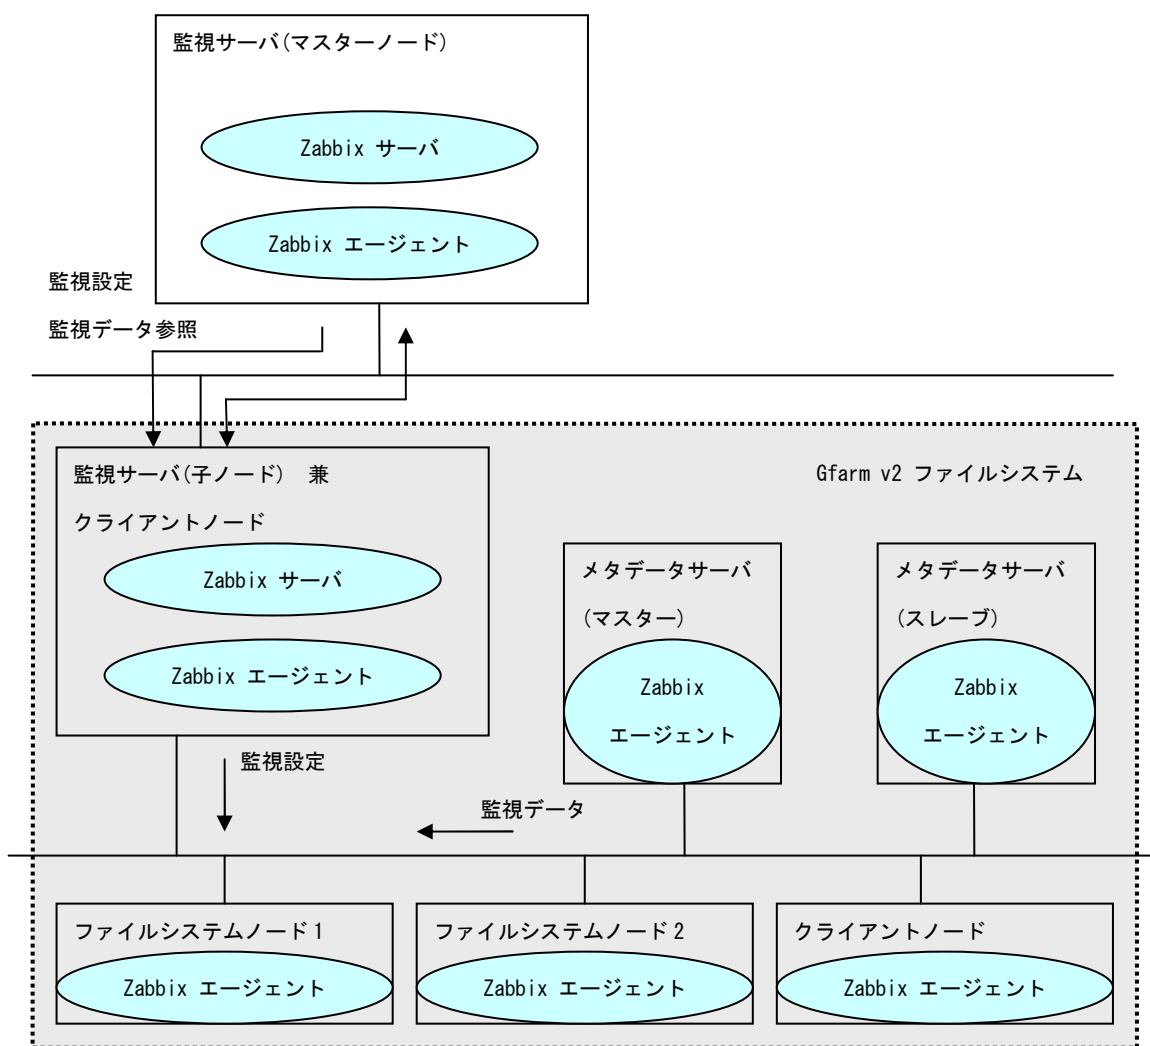 監視サーバ(マスターノード)
Zabbix サーバ
Zabbix エージェント
監視設定
監視データ参照
監視サーバ(子ノード) 兼
クライアントノード
Zabbix サーバ
Zabbix エージェント
Gfarm v2 ファイルシステム
メタデータサーバ
(マスター)
Zabbix
エージェント
メタデータサーバ
(スレーブ)
Zabbix
エージェント
監視設定
監視データ
ファイルシステムノード1
Zabbix エージェント
ファイルシステムノード2
Zabbix エージェント
クライアントノード
Zabbix エージェント